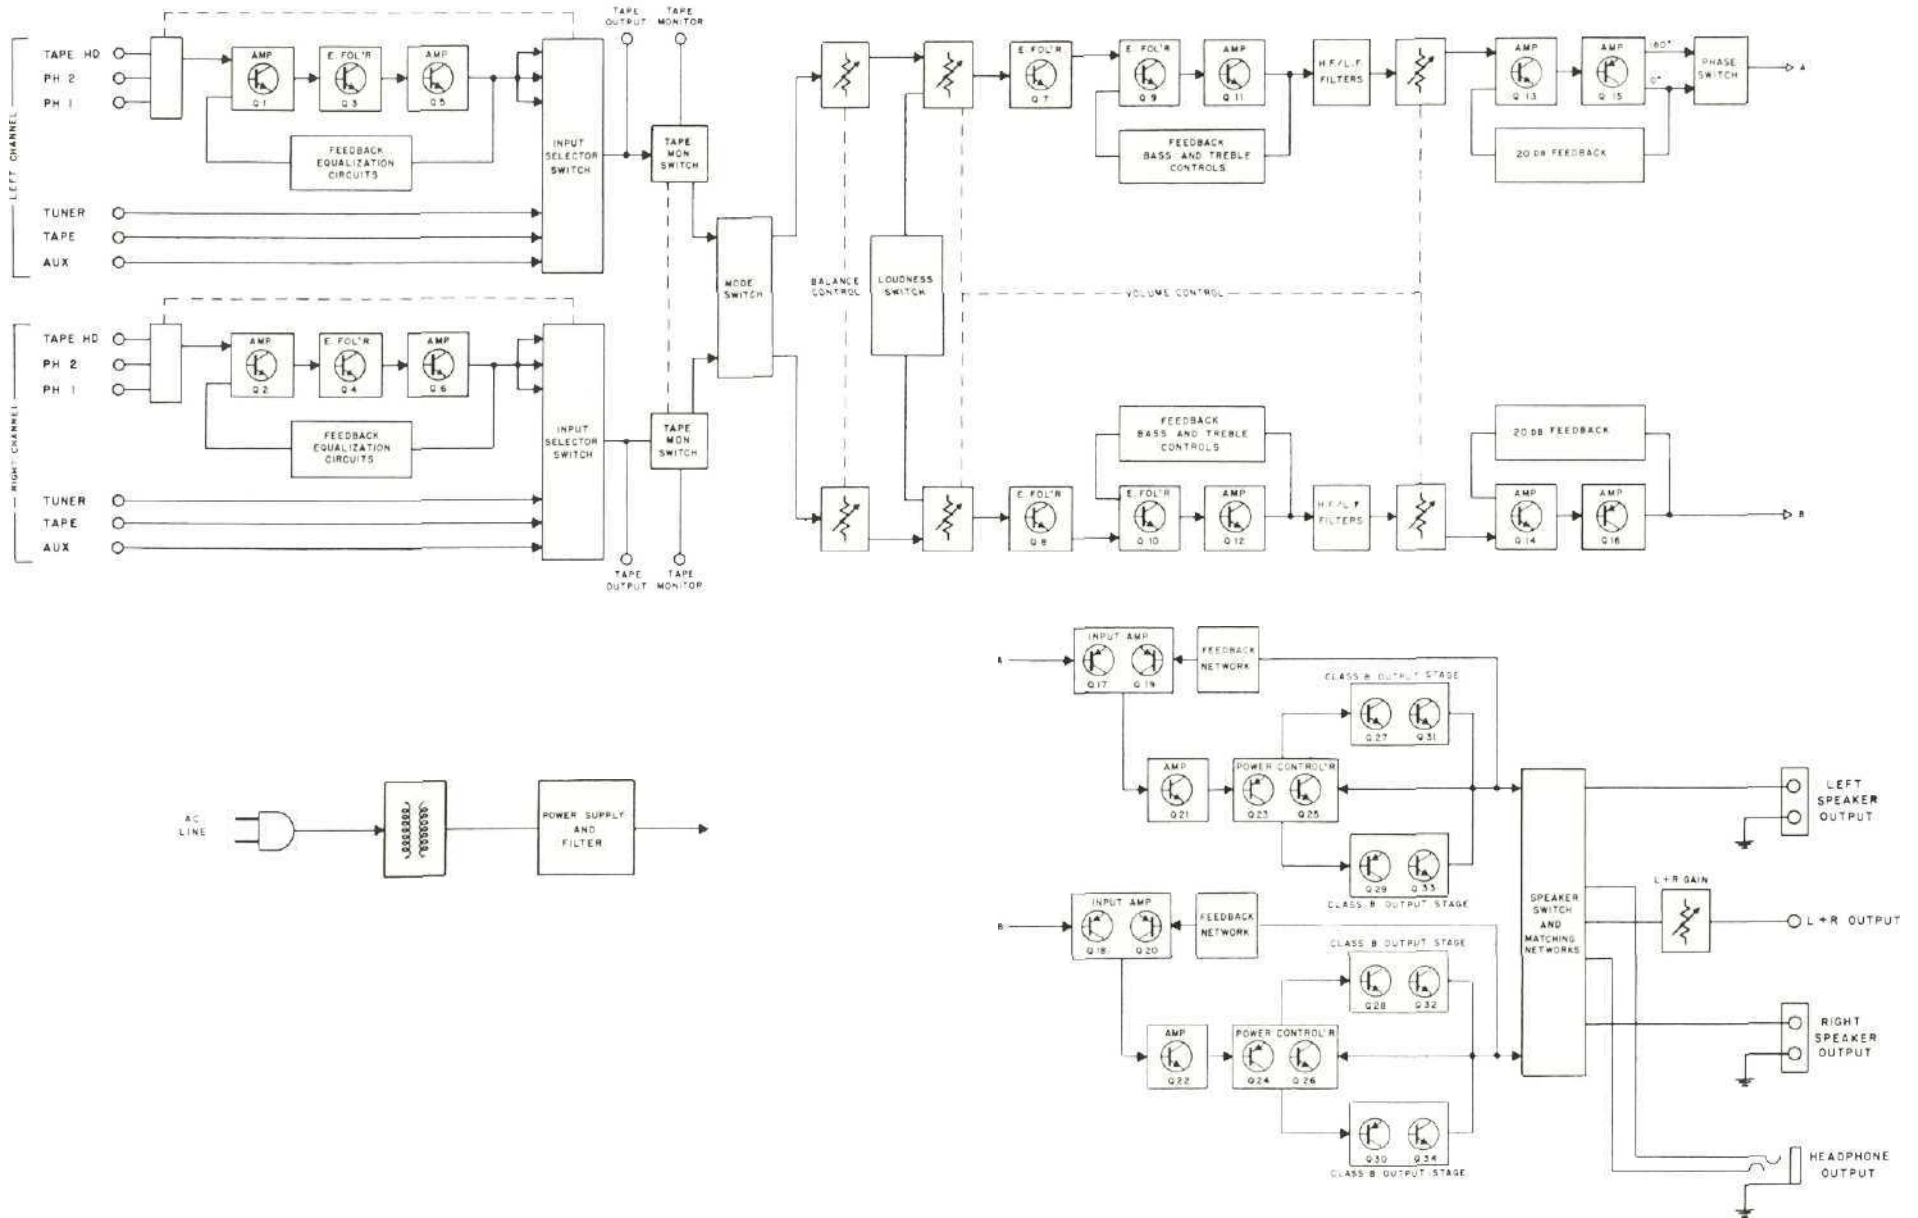 TAPE OUTPUT
TAPE MONITOR
LEFT CHANNEL
TAPE HD
PH 2
PH 1
AMP
Q1
E. FOL'R
Q3
AMP
Q5
FEEDBACK
EQUALIZATION
CIRCUITS
TUNER
TAPE
AUX
INPUT
SELECTOR
SWITCH
TAPE
MON
SWITCH
MODE
SWITCH
BALANCE
CONTROL
LOUDNESS
SWITCH
VOLUME CONTROL
E. FOL'R
Q7
E. FOL'R
Q9
AMP
Q11
FEEDBACK
BASS AND TREBLE
CONTROLS
H.F./L.F.
FILTERS
AMP
Q13
AMP
Q15
180°
0°
PHASE
SWITCH
A
20 DB FEEDBACK
RIGHT CHANNEL
TAPE HD
PH 2
PH 1
AMP
Q2
E. FOL'R
Q4
AMP
Q6
FEEDBACK
EQUALIZATION
CIRCUITS
TUNER
TAPE
AUX
INPUT
SELECTOR
SWITCH
TAPE
MON
SWITCH
TAPE OUTPUT
TAPE MONITOR
E. FOL'R
Q8
FEEDBACK
BASS AND TREBLE
CONTROLS
E. FOL'R
Q10
AMP
Q12
H.F./L.F.
FILTERS
20 DB FEEDBACK
AMP
Q14
AMP
Q16
B
A
INPUT AMP
Q17
Q19
FEEDBACK
NETWORK
CLASS B OUTPUT STAGE
Q27
Q31
AMP
Q21
POWER CONTROL'R
Q23
Q25
Q29
Q33
CLASS B OUTPUT STAGE
B
INPUT AMP
Q18
Q20
FEEDBACK
NETWORK
CLASS B OUTPUT STAGE
Q28
Q32
AMP
Q22
POWER CONTROL'R
Q24
Q26
Q30
Q34
CLASS B OUTPUT STAGE
SPEAKER
SWITCH
AND
MATCHING
NETWORKS
LEFT
SPEAKER
OUTPUT
L+R GAIN
L+R OUTPUT
RIGHT
SPEAKER
OUTPUT
HEADPHONE
OUTPUT
AC
LINE
POWER SUPPLY
AND
FILTER